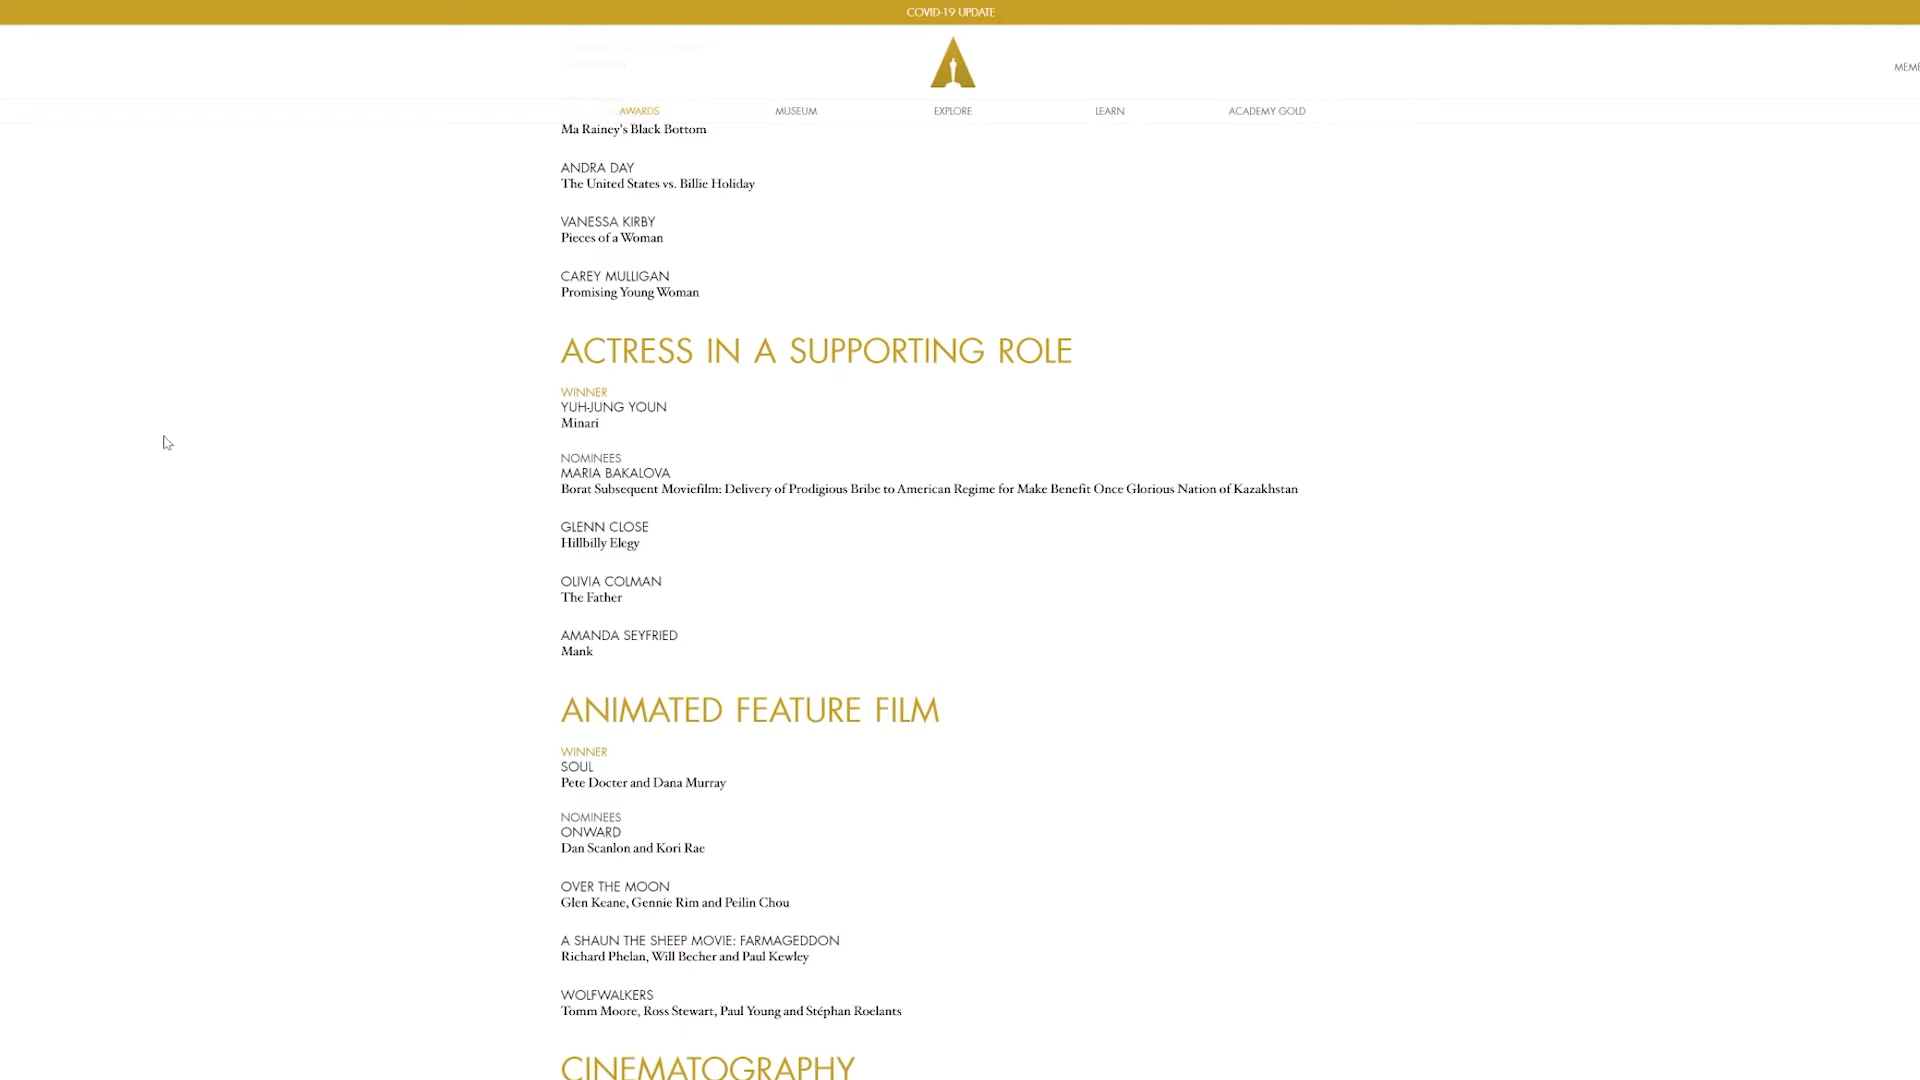 COVID-19 UPDATE
MEMB
AWARDS
MUSEUM
EXPLORE
LEARN
ACADEMY GOLD
Ma Rainey's Black Bottom
ANDRA DAY
The United States vs. Billie Holiday
VANESSA KIRBY
Pieces of a Woman
CAREY MULLIGAN
Promising Young Woman
ACTRESS IN A SUPPORTING ROLE
WINNER
YUH-JUNG YOUN
Minari
NOMINEES
MARIA BAKALOVA
Borat Subsequent Moviefilm: Delivery of Prodigious Bribe to American Regime for Make Benefit Once Glorious Nation of Kazakhstan
GLENN CLOSE
Hillbilly Elegy
OLIVIA COLMAN
The Father
AMANDA SEYFRIED
Mank
ANIMATED FEATURE FILM
WINNER
SOUL
Pete Docter and Dana Murray
NOMINEES
ONWARD
Dan Scanlon and Kori Rae
OVER THE MOON
Glen Keane, Gennie Rim and Peilin Chou
A SHAUN THE SHEEP MOVIE: FARMAGEDDON
Richard Phelan, Will Becher and Paul Kewley
WOLFWALKERS
Tomm Moore, Ross Stewart, Paul Young and Stéphan Roelants
CINEMATOGRAPHY